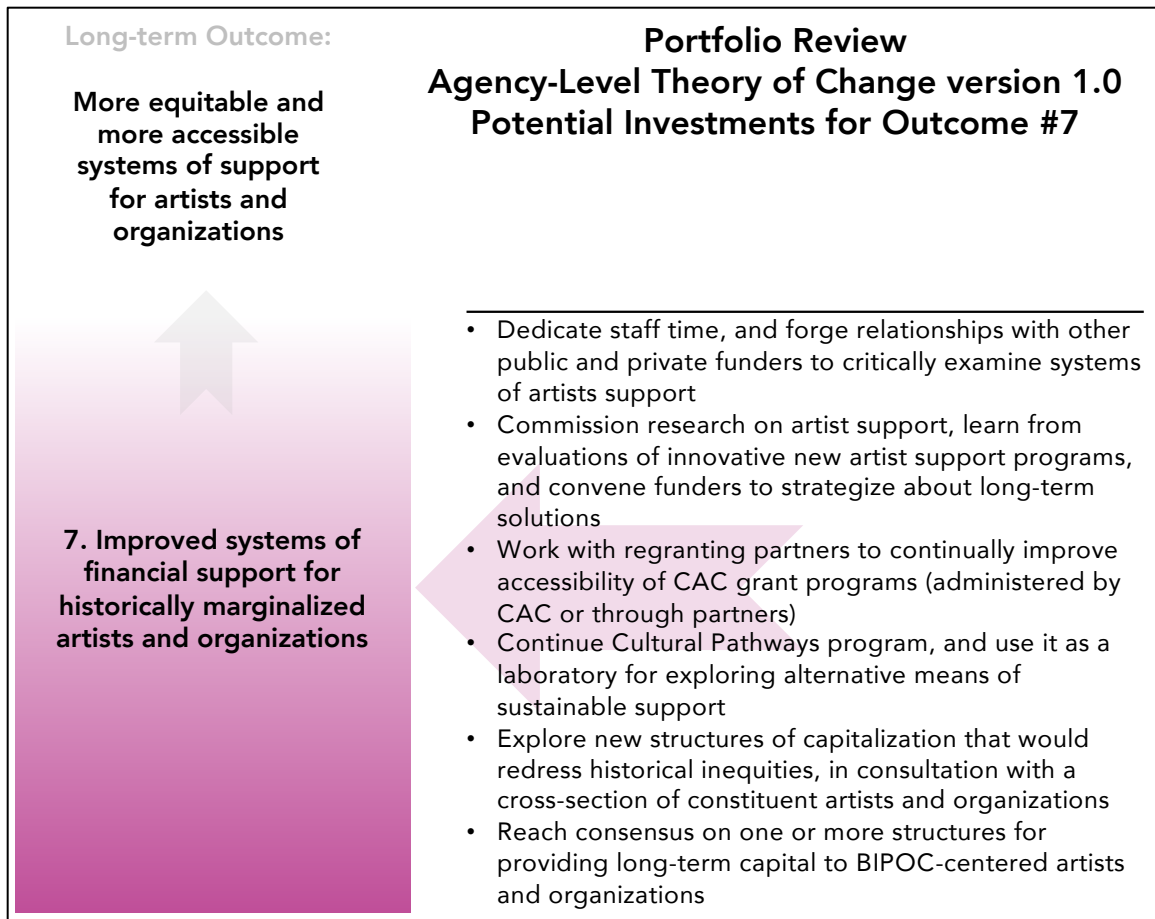 Long-term Outcome:
More equitable and
more accessible
systems of support
for artists and
organizations
Portfolio Review
Agency-Level Theory of Change version 1.0
Potential Investments for Outcome #7
7. Improved systems of
financial support for
historically marginalized
artists and organizations
• Dedicate staff time, and forge relationships with other
public and private funders to critically examine systems
of artists support
• Commission research on artist support, learn from
evaluations of innovative new artist support programs,
and convene funders to strategize about long-term
solutions
• Work with regranting partners to continually improve
accessibility of CAC grant programs (administered by
CAC or through partners)
• Continue Cultural Pathways program, and use it as a
laboratory for exploring alternative means of
sustainable support
• Explore new structures of capitalization that would
redress historical inequities, in consultation with a
cross-section of constituent artists and organizations
• Reach consensus on one or more structures for
providing long-term capital to BIPOC-centered artists
and organizations